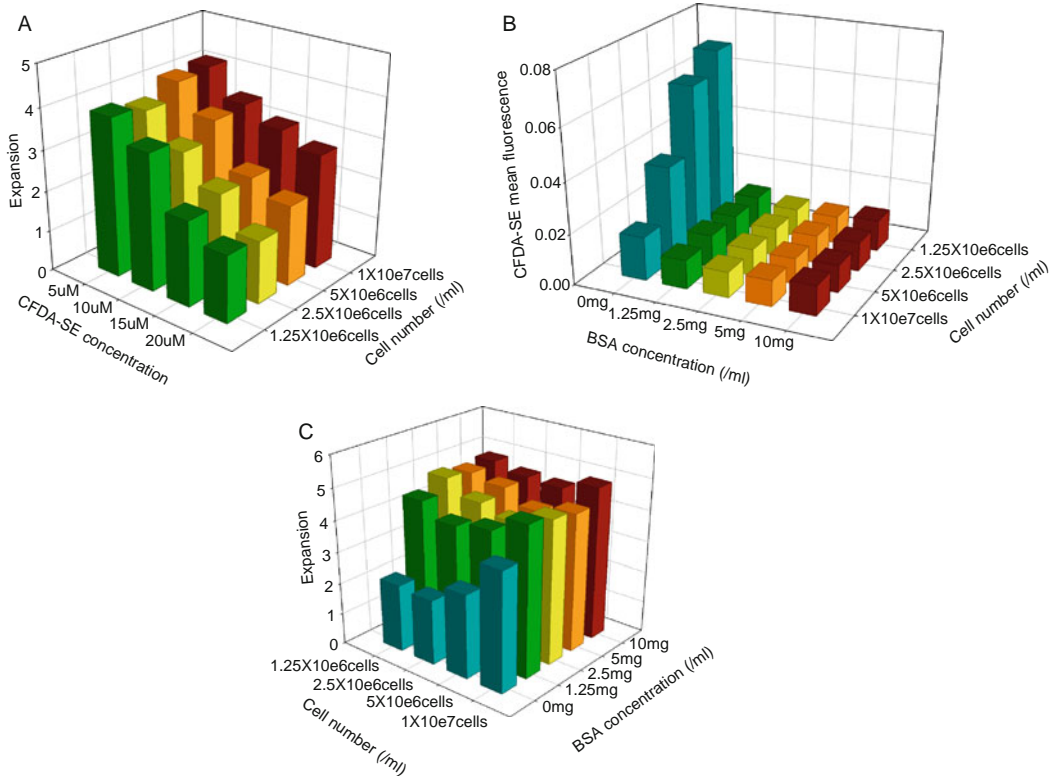 A
Expansion
5
4
3
2
1
0
5uM
10uM
15uM
20uM
CFDA-SE concentration
1X10e7cells
5X10e6cells
2.5X10e6cells
1.25X10e6cells
Cell number (/ml)
B
CFDA-SE mean fluorescence
0.08
0.06
0.04
0.02
0.00
0mg
1.25mg
2.5mg
5mg
10mg
BSA concentration (/ml)
1.25X10e6cells
2.5X10e6cells
5X10e6cells
1X10e7cells
Cell number (/ml)
C
Expansion
6
5
4
3
2
1
0
1.25X10e6cells
2.5X10e6cells
5X10e6cells
1X10e7cells
Cell number (/ml)
10mg
5mg
2.5mg
1.25mg
0mg
BSA concentration (/ml)